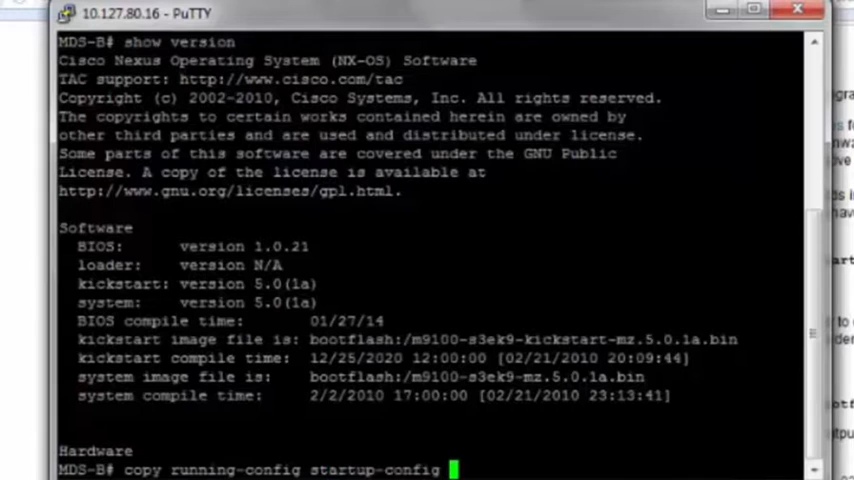 10.127.80.16 - PuTTY
MDS-B# show version
Cisco Nexus Operating System (NX-OS) Software
TAC support: http://www.cisco.com/tac
Copyright (c) 2002-2010, Cisco Systems, Inc. All rights reserved.
The copyrights to certain works contained herein are owned by
other third parties and are used and distributed under license.
Some parts of this software are covered under the GNU Public
License. A copy of the license is available at
http://www.gnu.org/licenses/gpl.html.
Software
BIOS: version 1.0.21
loader: version N/A
kickstart: version 5.0(1a)
system: version 5.0(1a)
BIOS compile time: 01/27/14
kickstart image file is: bootflash:/m9100-s3ek9-kickstart-mz.5.0.1a.bin
kickstart compile time: 12/25/2020 12:00:00 [02/21/2010 20:09:44]
system image file is: bootflash:/m9100-s3ek9-mz.5.0.1a.bin
system compile time: 2/2/2010 17:00:00 [02/21/2010 23:13:41]
Hardware
MDS-B# copy running-config startup-config